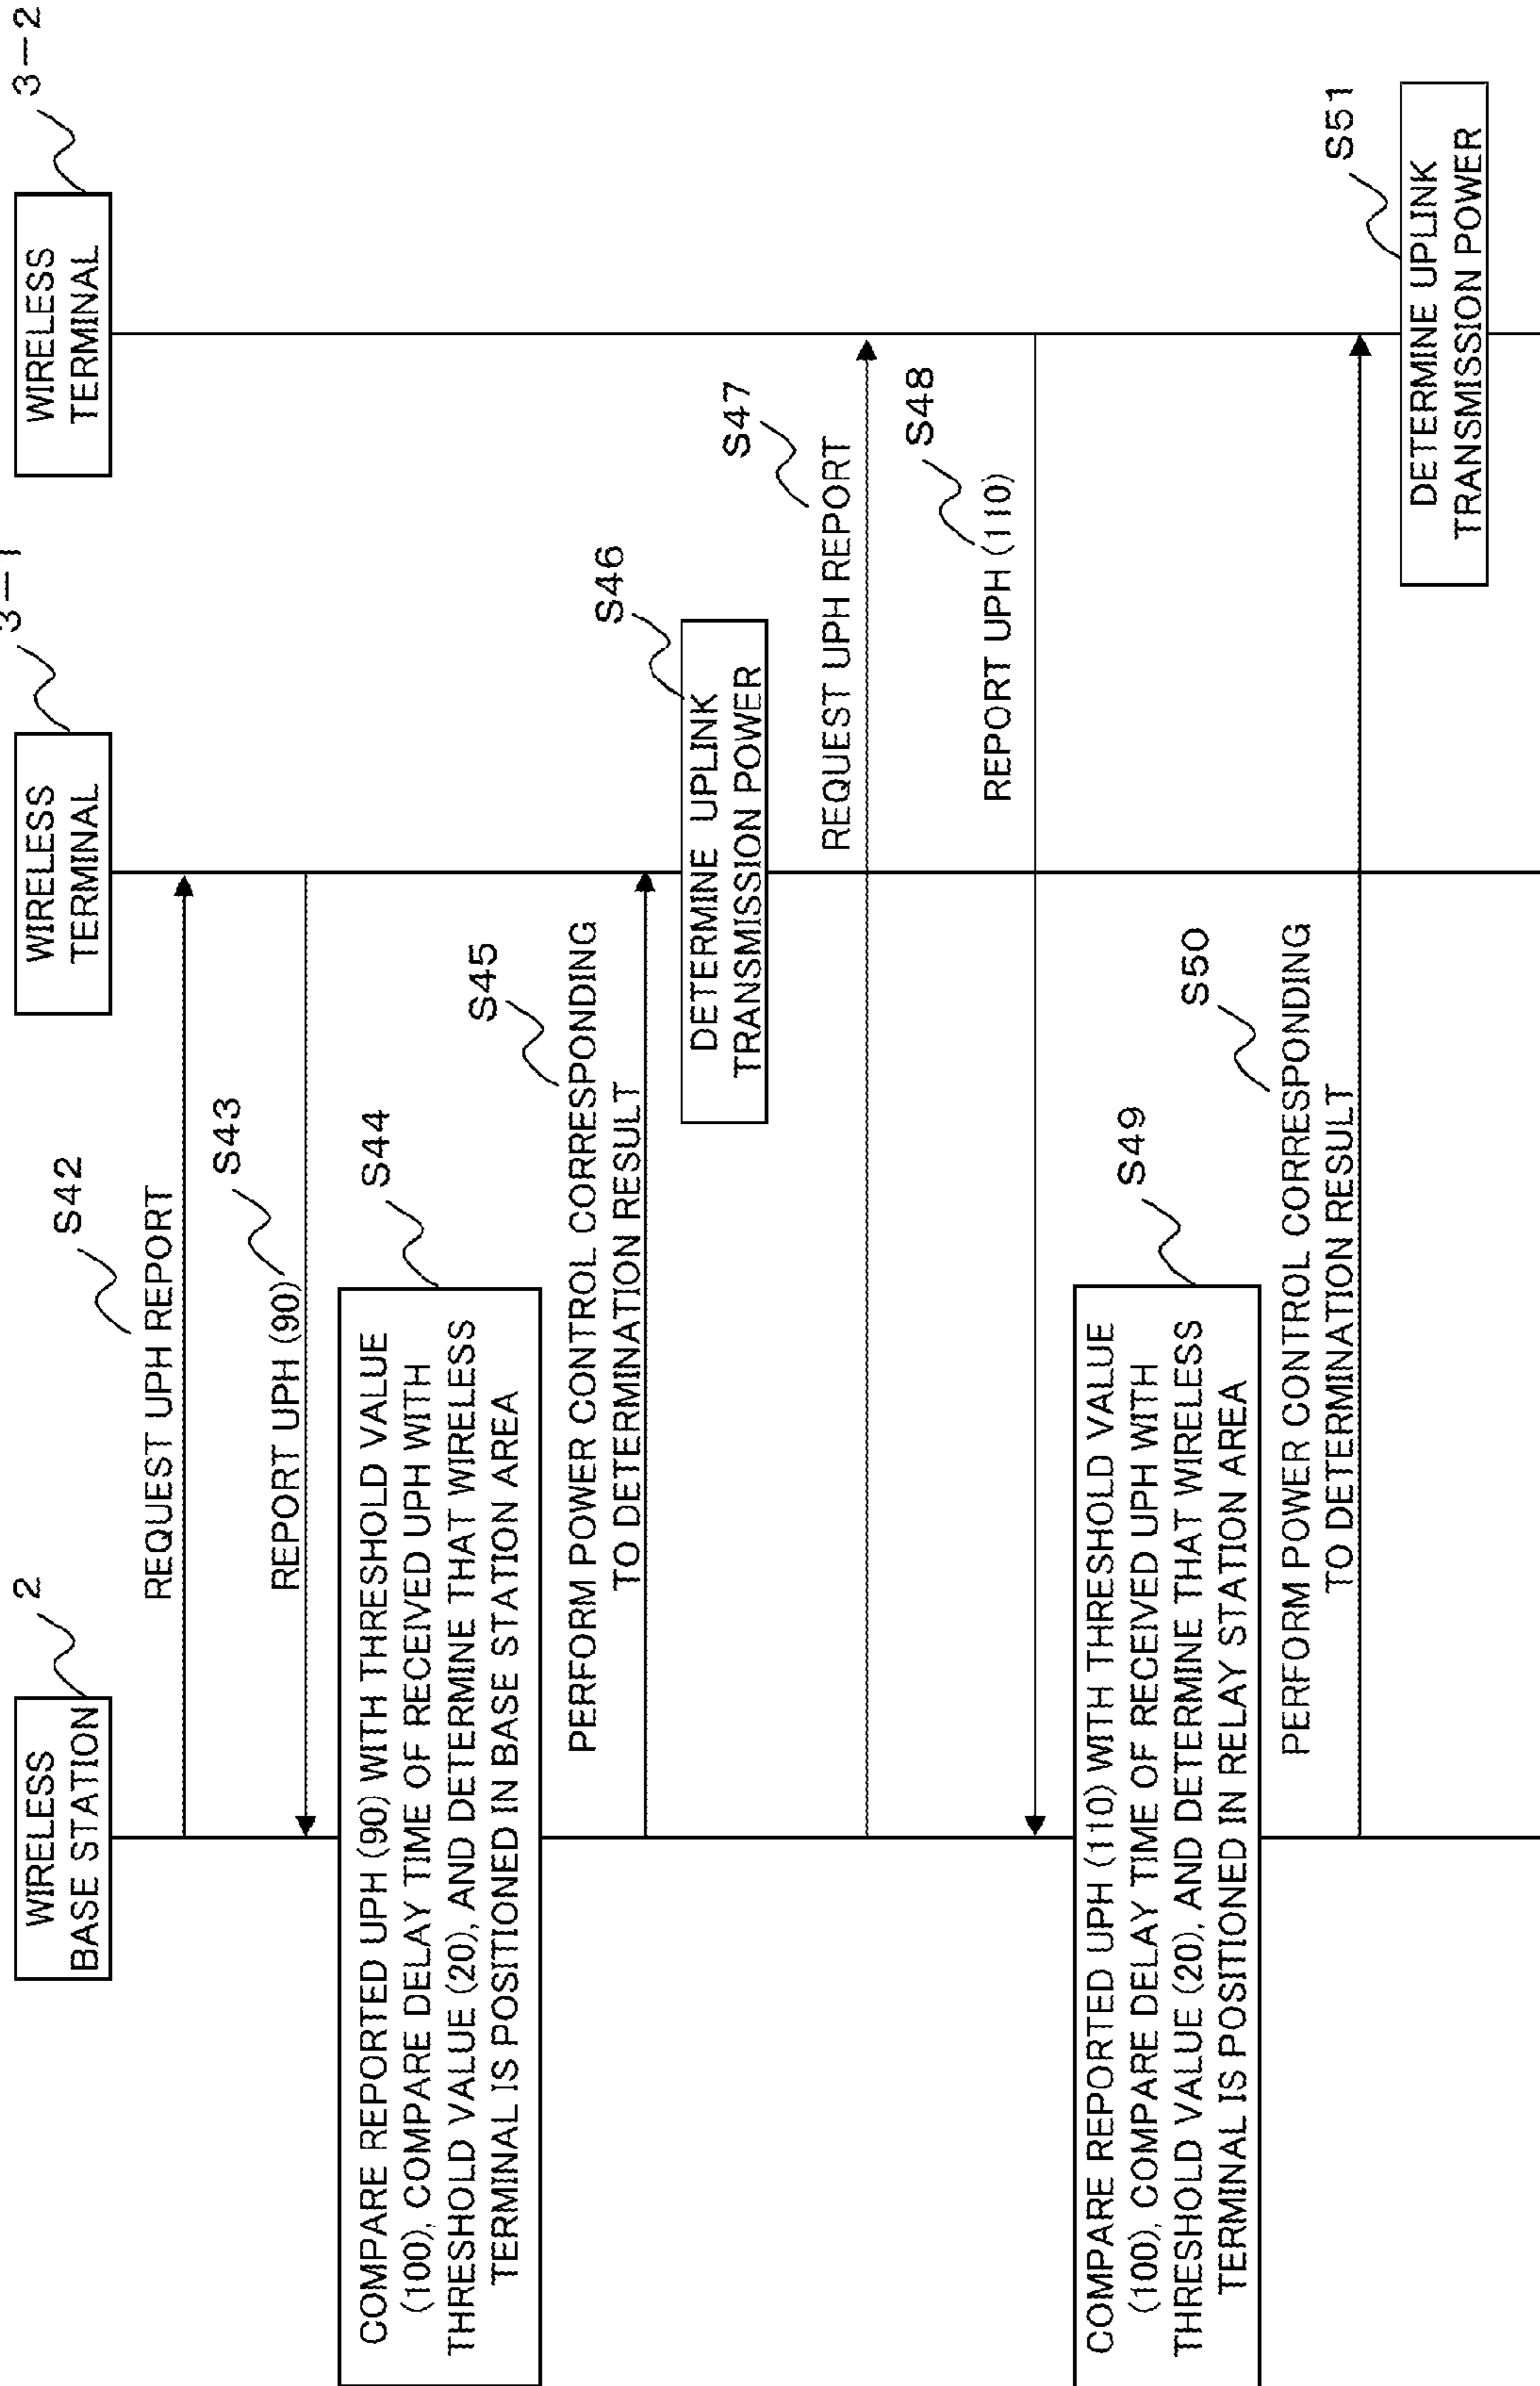 WIRELESS
BASE STATION
2
WIRELESS
TERMINAL
3-1
WIRELESS
TERMINAL
3-2
REQUEST UPH REPORT
S42
REPORT UPH (90)
S43
COMPARE REPORTED UPH (90) WITH THRESHOLD VALUE
(100), COMPARE DELAY TIME OF RECEIVED UPH WITH
THRESHOLD VALUE (20), AND DETERMINE THAT WIRELESS
TERMINAL IS POSITIONED IN BASE STATION AREA
S44
PERFORM POWER CONTROL CORRESPONDING
TO DETERMINATION RESULT
S45
DETERMINE UPLINK
TRANSMISSION POWER
S46
REQUEST UPH REPORT
S47
REPORT UPH (110)
S48
COMPARE REPORTED UPH (110) WITH THRESHOLD VALUE
(100), COMPARE DELAY TIME OF RECEIVED UPH WITH
THRESHOLD VALUE (20), AND DETERMINE THAT WIRELESS
TERMINAL IS POSITIONED IN RELAY STATION AREA
S49
PERFORM POWER CONTROL CORRESPONDING
TO DETERMINATION RESULT
S50
DETERMINE UPLINK
TRANSMISSION POWER
S51